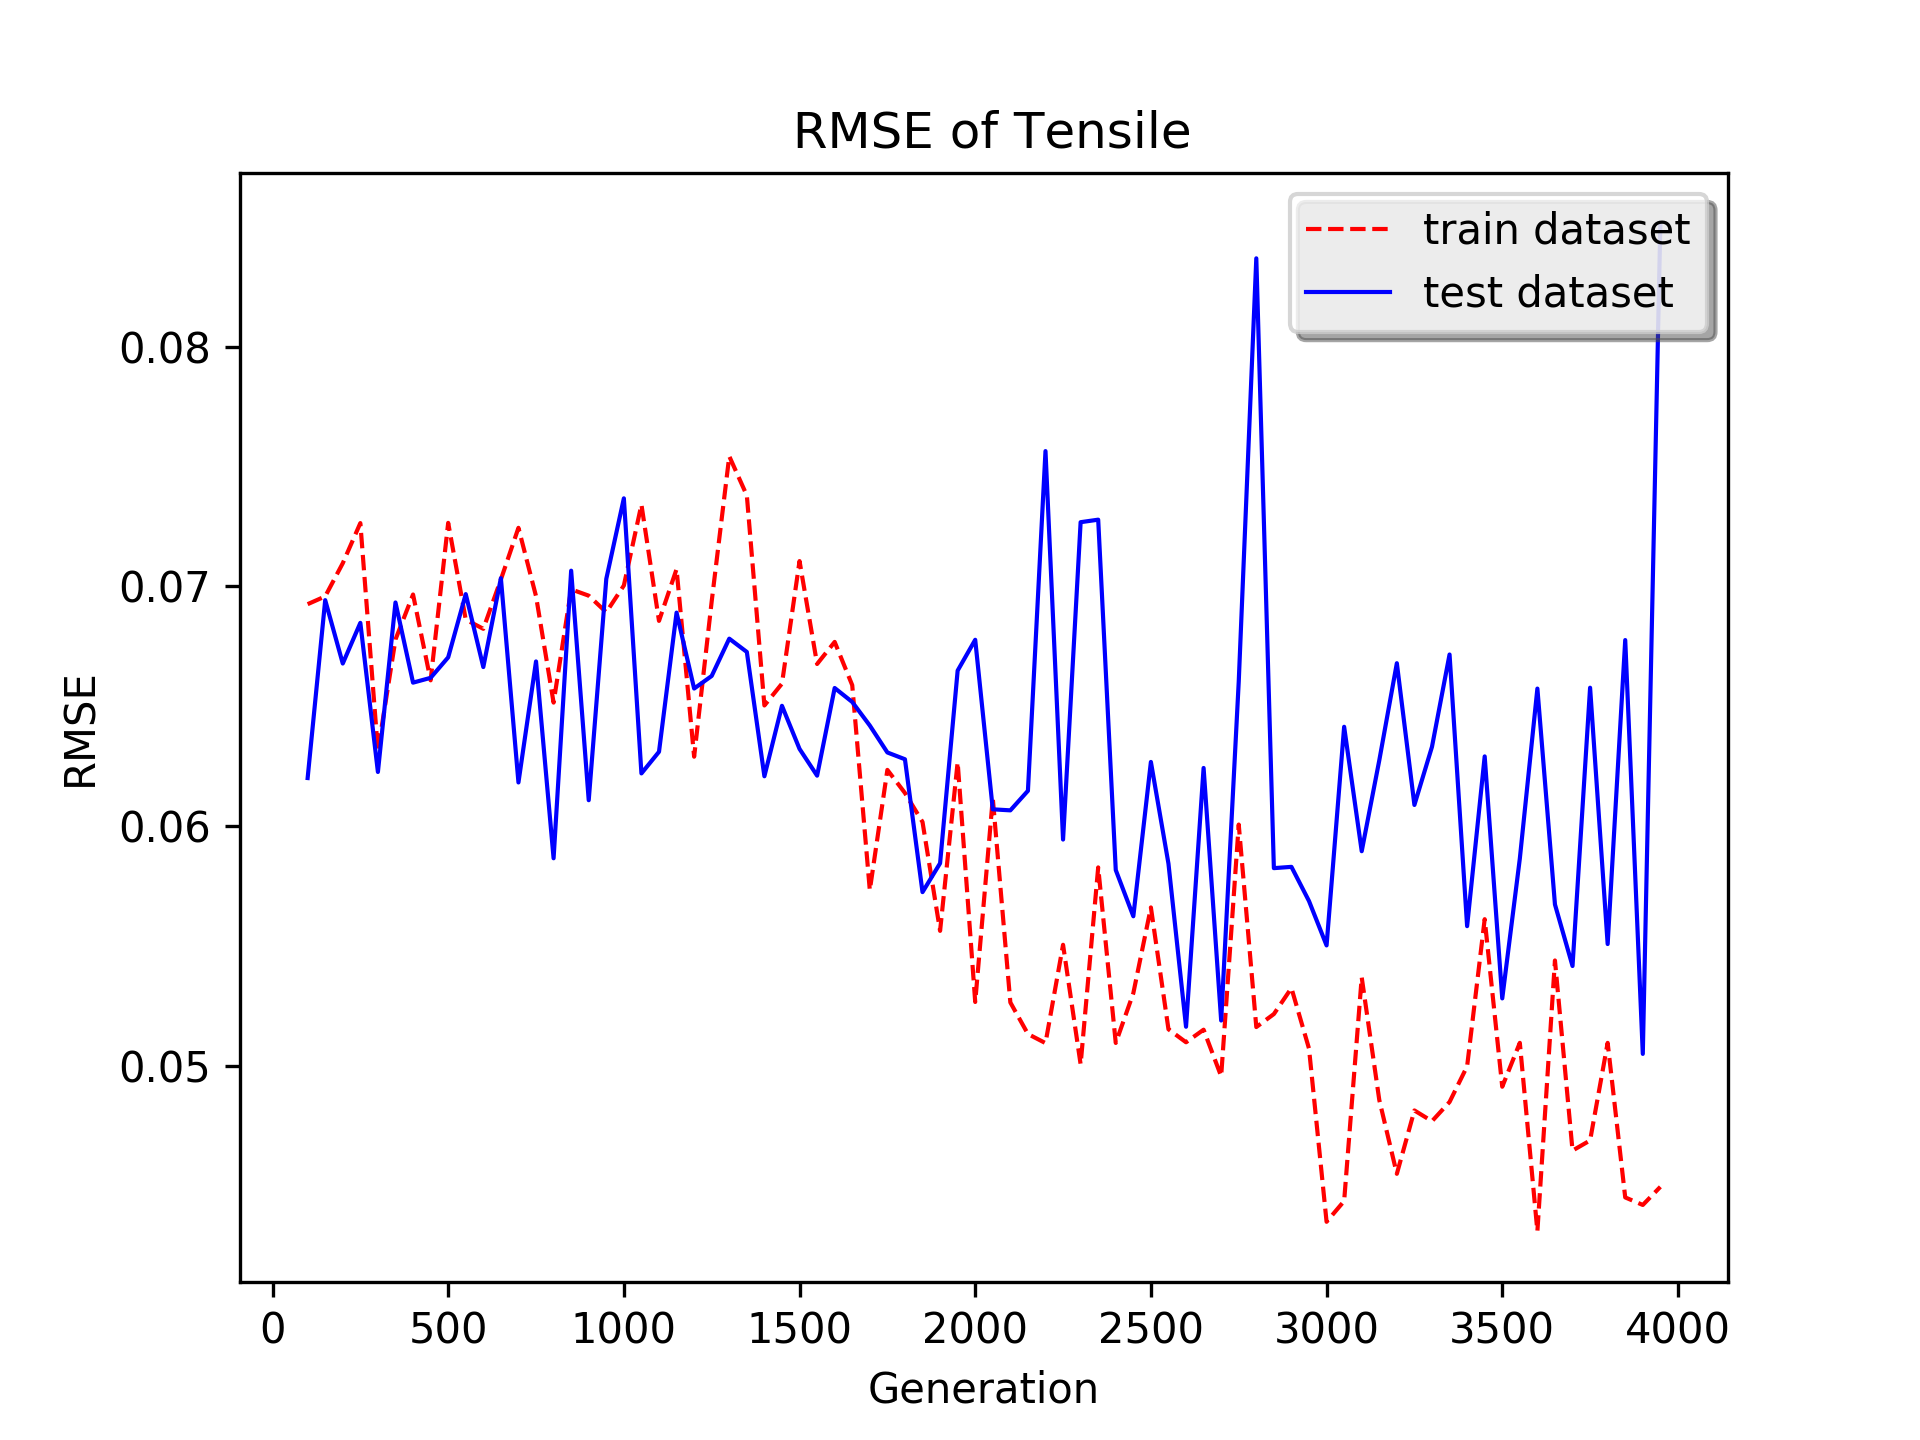 RMSE of Tensile
train dataset
test dataset
0.08
0.07
0.06
0.05
RMSE
0 500 1000 1500 2000 2500 3000 3500 4000
Generation